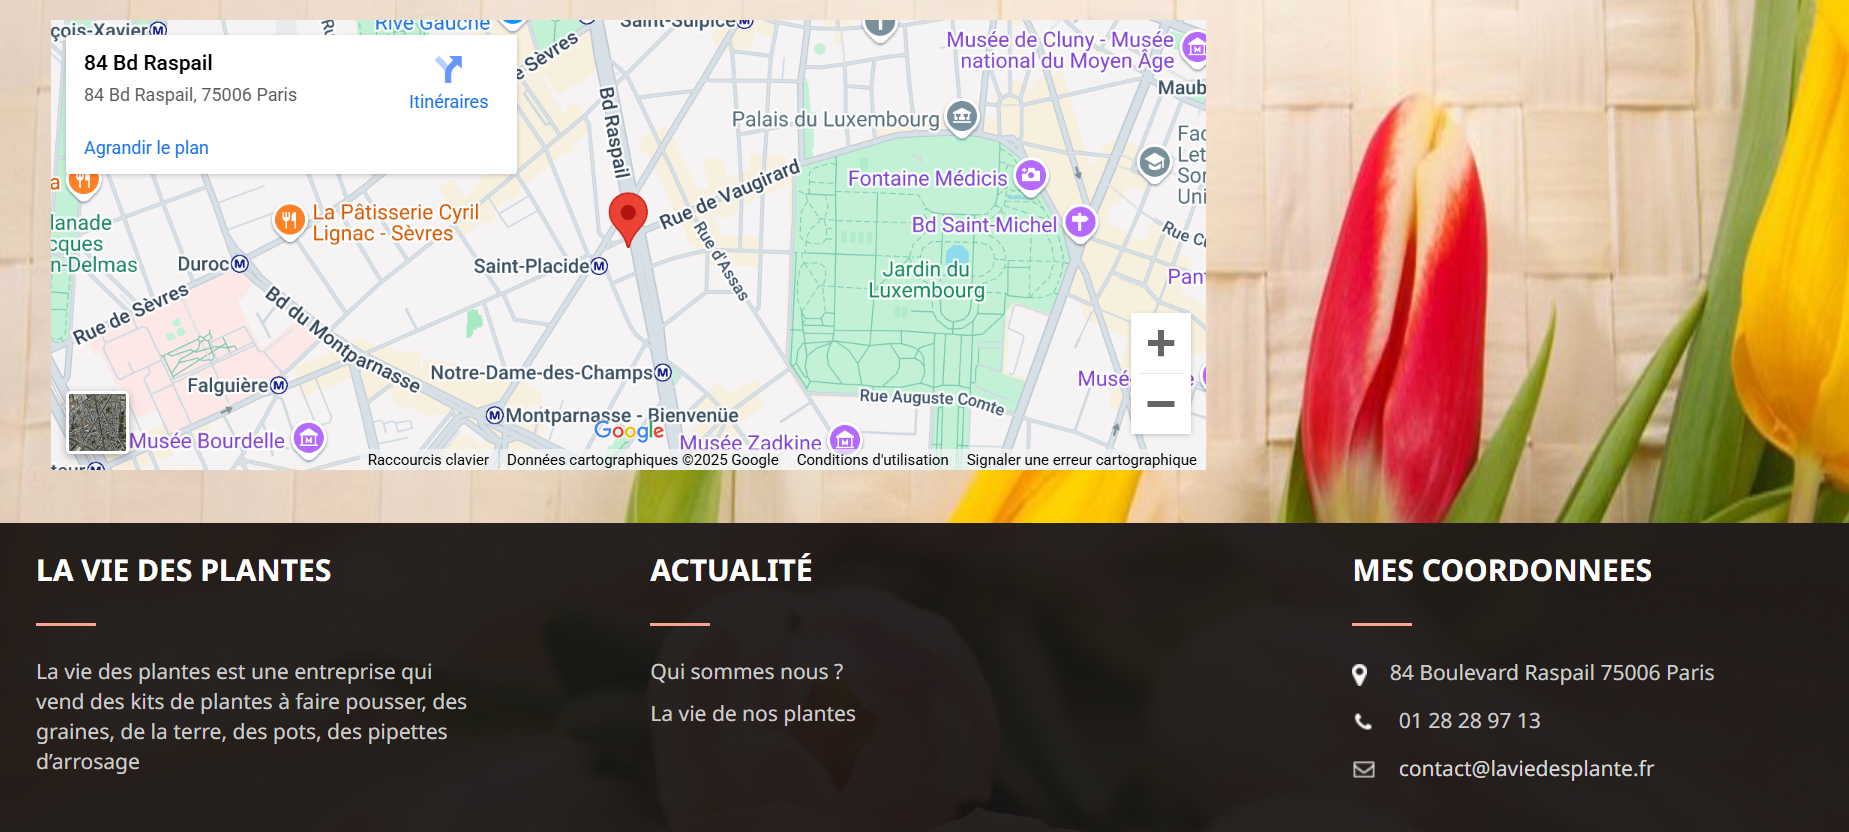 çois-Xavier
Rive Gauche
Saint-Sulpice
84 Bd Raspail
84 Bd Raspail, 75006 Paris
Itinéraires
Agrandir le plan
de Sèvres
Bd Raspail
Musée de Cluny - Musée
national du Moyen Âge
Maub
Palais du Luxembourg
Fac
Let
Sor
Uni
Fontaine Médicis
Rue de Vaugirard
a
La Pâtisserie Cyril
Lignac - Sèvres
lanade
cques
n-Delmas
Bd Saint-Michel
Rue Cu
Rue d'Assas
Duroc
Saint-Placide
Jardin du
Luxembourg
Pant
Rue de Sèvres
Bd du Montparnasse
Notre-Dame-des-Champs
Falguière
Musé
e
Rue Auguste Comte
Montparnasse - Bienvenüe
Google
Musée Bourdelle
Musée Zadkine
Raccourcis clavier
Données cartographiques ©2025 Google
Conditions d'utilisation
Signaler une erreur cartographique
LA VIE DES PLANTES
La vie des plantes est une entreprise qui
vend des kits de plantes à faire pousser, des
graines, de la terre, des pots, des pipettes
d’arrosage
ACTUALITÉ
Qui sommes nous ?
La vie de nos plantes
MES COORDONNEES
84 Boulevard Raspail 75006 Paris
01 28 28 97 13
contact@laviedesplante.fr